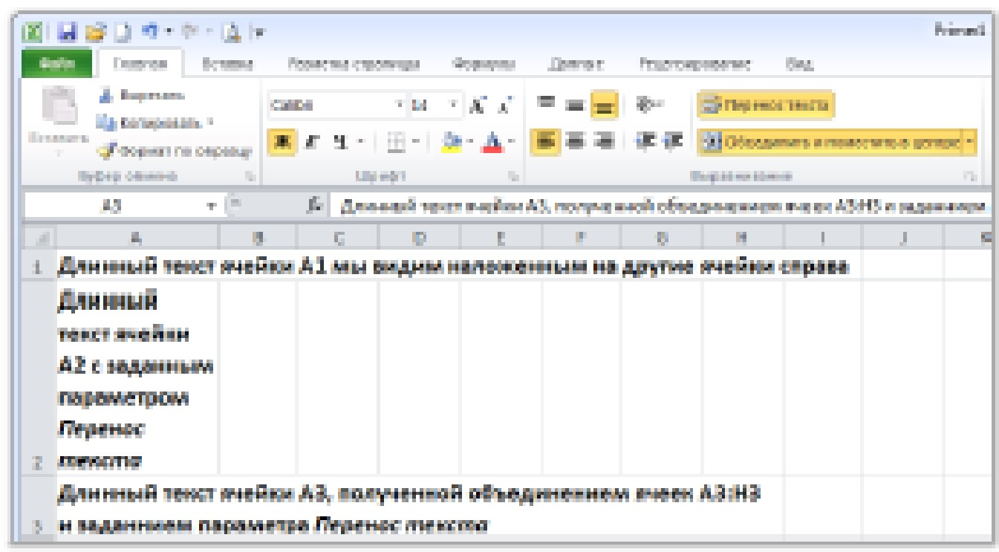 Primer1
Файл Главная Вставка Разметка страницы Формулы Данные Рецензирование Вид
Вырезать
Calibri 14
Перенос текста
Копировать
Вставить
Формат по образцу
Ж К Ч
Объединить и поместить в центре
Буфер обмена Шрифт Выравнивание
A3 fx Длинный текст ячейки A3, полученной объединением ячеек A3:H3 и заданием
A B C D E F G H I J K
1 Длинный текст ячейки A1 мы видим наложенным на другие ячейки справа
Длинный
текст ячейки
A2 с заданным
параметром
Перенос
2 текста
Длинный текст ячейки A3, полученной объединением ячеек A3:H3
3 и заданием параметра Перенос текста